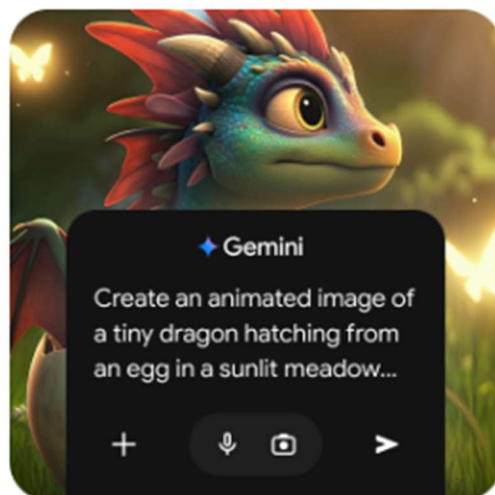 Gemini
Create an animated image of
a tiny dragon hatching from
an egg in a sunlit meadow...